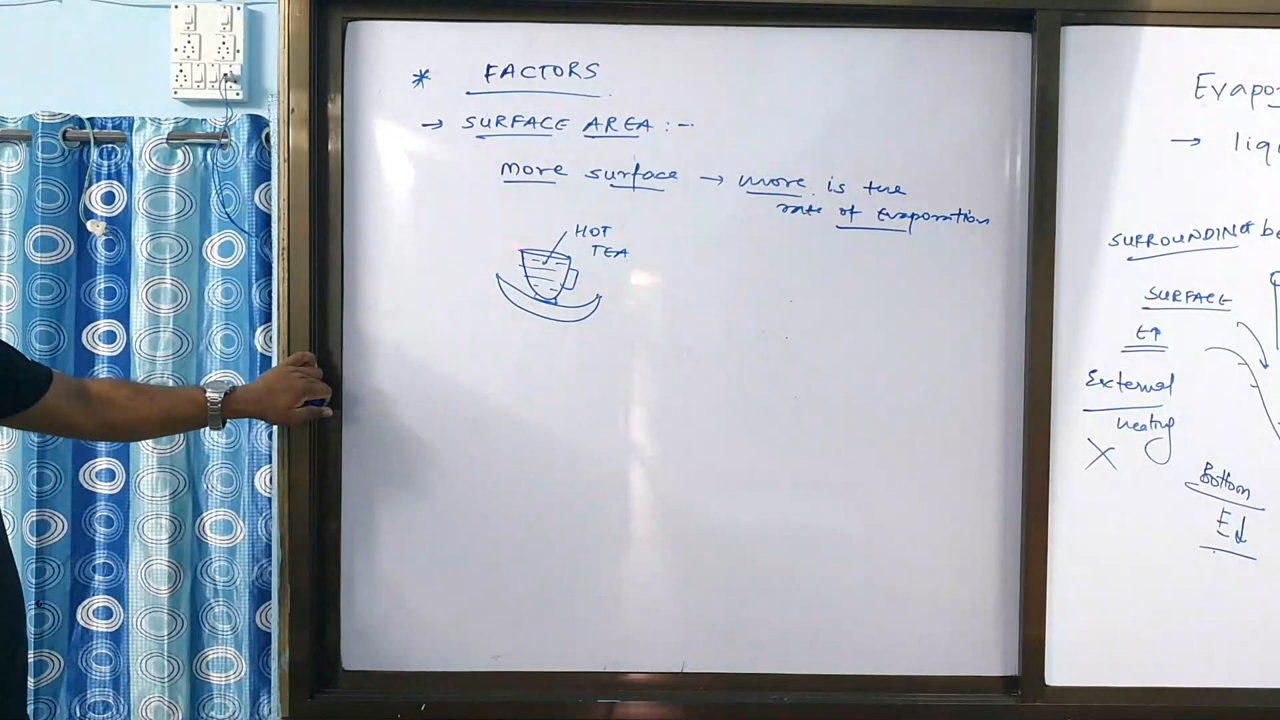 * FACTORS
→ SURFACE AREA :-
More surface → more is the
rate of Evaporation
HOT
TEA
Evapo
→ liq
SURROUNDING be
SURFACE
E↑
External
heating
X
Bottom
E↓